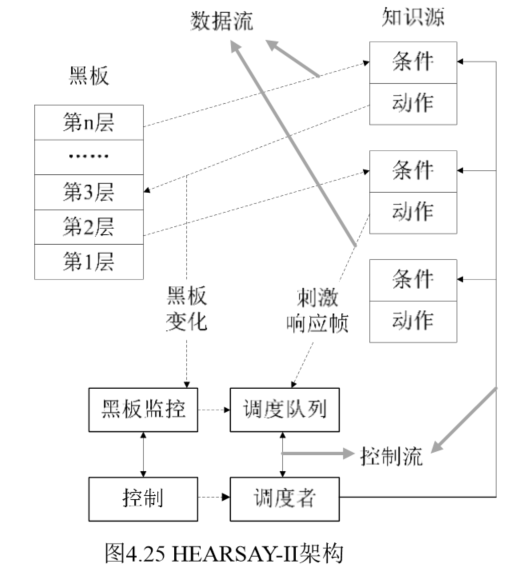 数据流
知识源
黑板
条件
动作
第n层
……
第3层
第2层
第1层
条件
动作
条件
动作
黑板
变化
刺激
响应帧
黑板监控
调度队列
控制流
控制
调度者
图4.25 HEARSAY-II架构